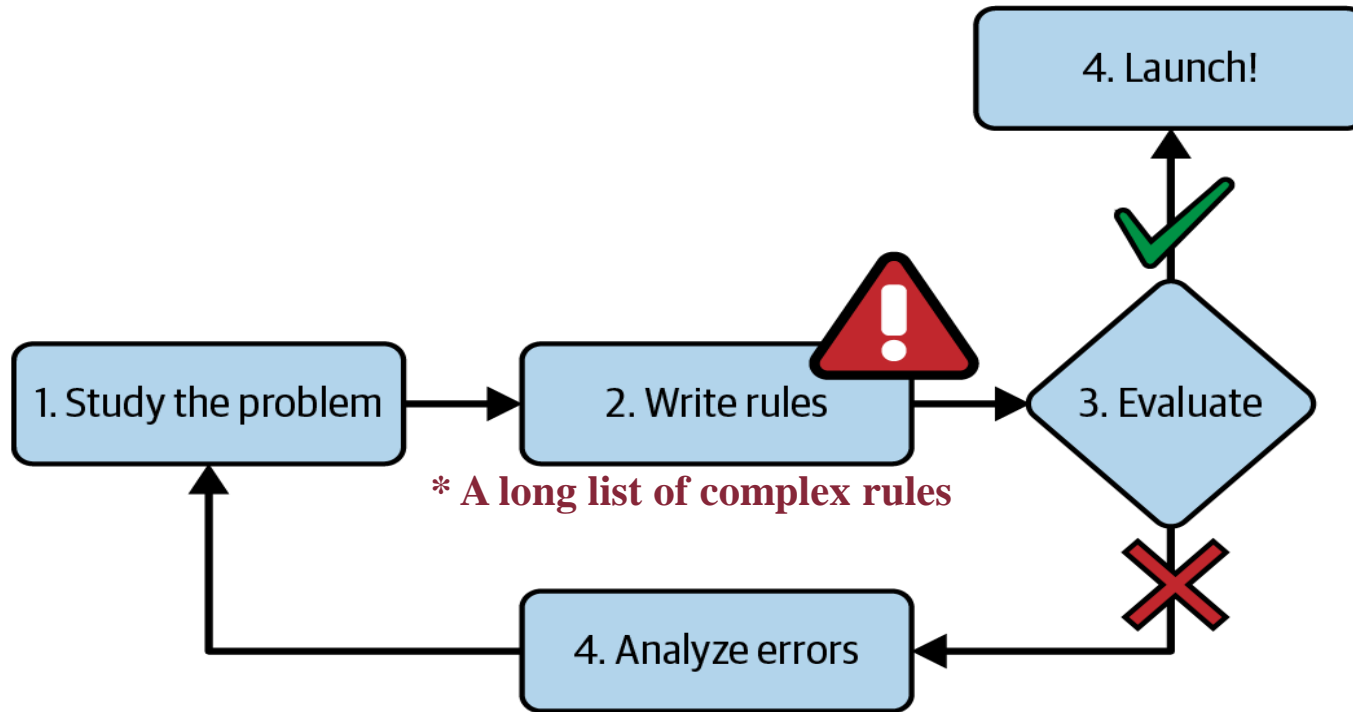 4. Launch!
1. Study the problem
2. Write rules
3. Evaluate
* A long list of complex rules
4. Analyze errors